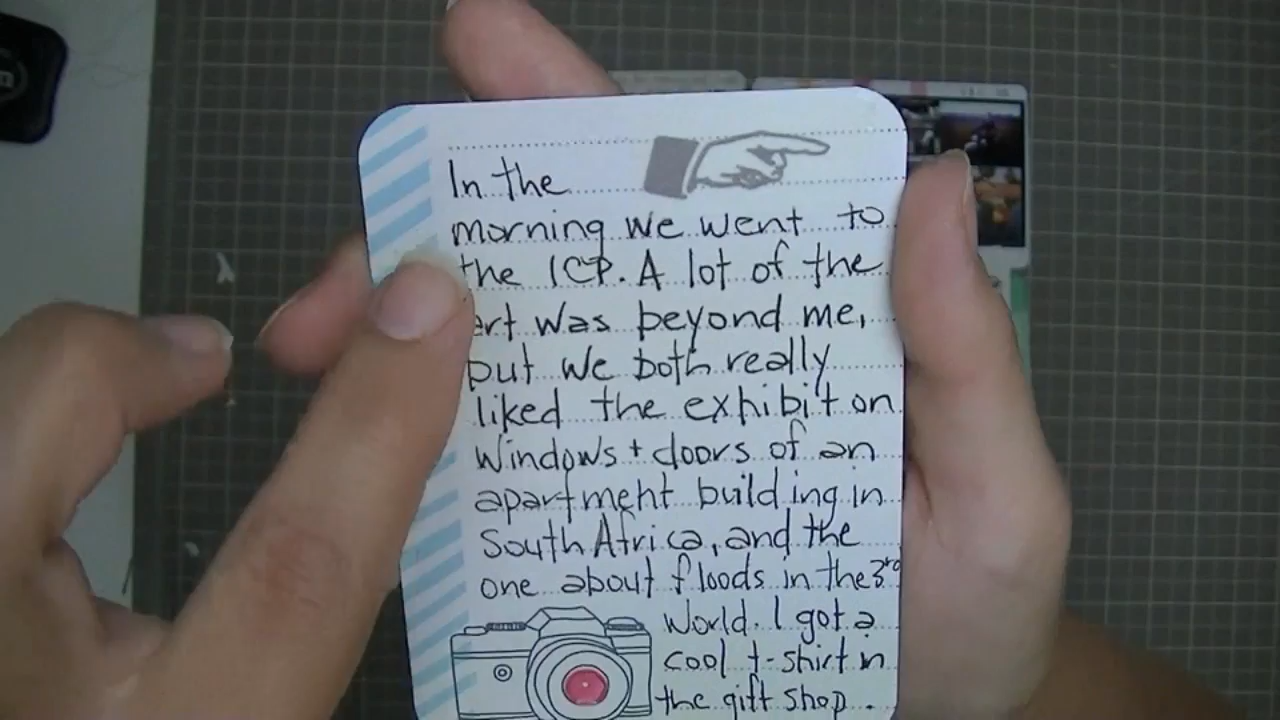 In the
morning we went to
the ICP. A lot of the
art was beyond me,
but we both really
liked the exhibit on
windows + doors of an
apartment building in
South Africa, and the
one about floods in the 3rd
World. I got a
cool t-shirt in
the gift shop.